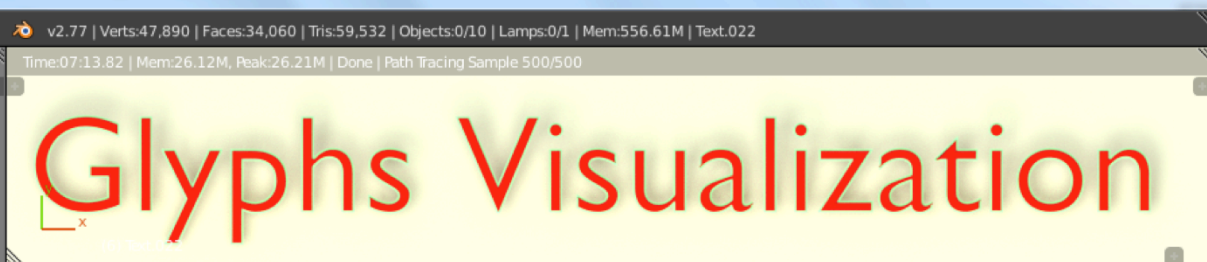 v2.77 | Verts:47,890 | Faces:34,060 | Tris:59,532 | Objects:0/10 | Lamps:0/1 | Mem:556.61M | Text.022
Time:07:13.82 | Mem:26.12M, Peak:26.21M | Done | Path Tracing Sample 500/500
Glyphs Visualization
x